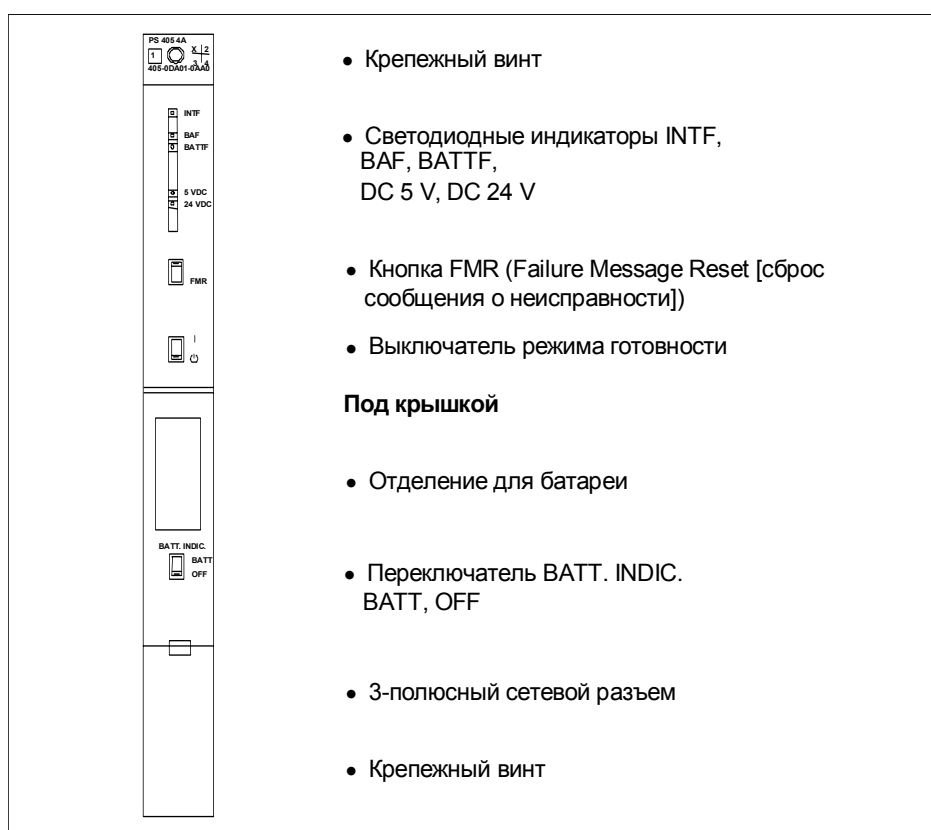 PS 405 4A
1
X 2
3 4
405-0DA01-0AA0
INTF
BAF
BATTF
5 VDC
24 VDC
FMR
I
BATT. INDIC.
BATT
OFF
• Крепежный винт
• Светодиодные индикаторы INTF,
BAF, BATTF,
DC 5 V, DC 24 V
• Кнопка FMR (Failure Message Reset [сброс
сообщения о неисправности])
• Выключатель режима готовности
Под крышкой
• Отделение для батареи
• Переключатель BATT. INDIC.
BATT, OFF
• 3-полюсный сетевой разъем
• Крепежный винт